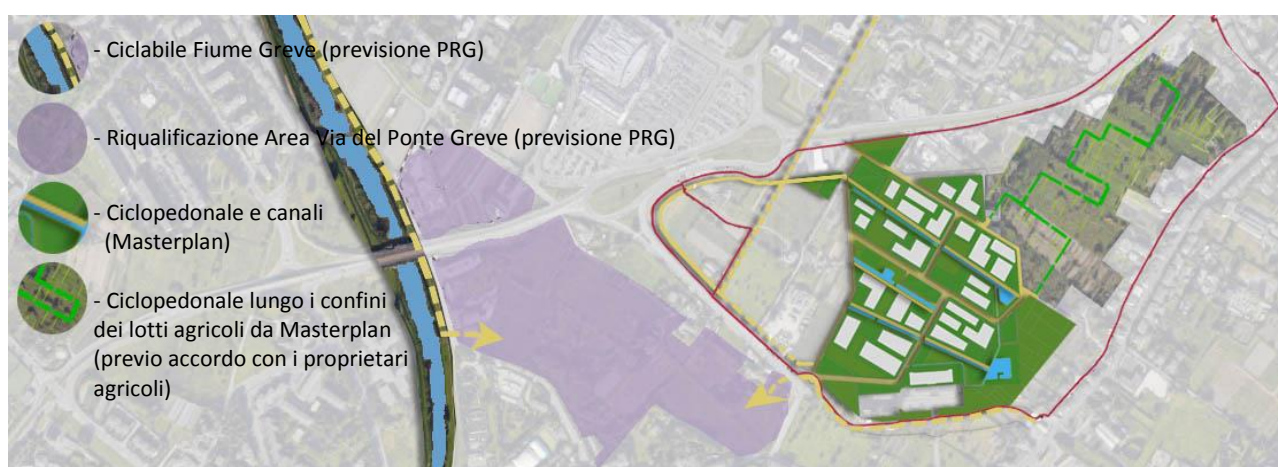 - Ciclabile Fiume Greve (previsione PRG)
- Riqualificazione Area Via del Ponte Greve (previsione PRG)
- Ciclopedonale e canali
(Masterplan)
- Ciclopedonale lungo i confini
dei lotti agricoli da Masterplan
(previo accordo con i proprietari
agricoli)